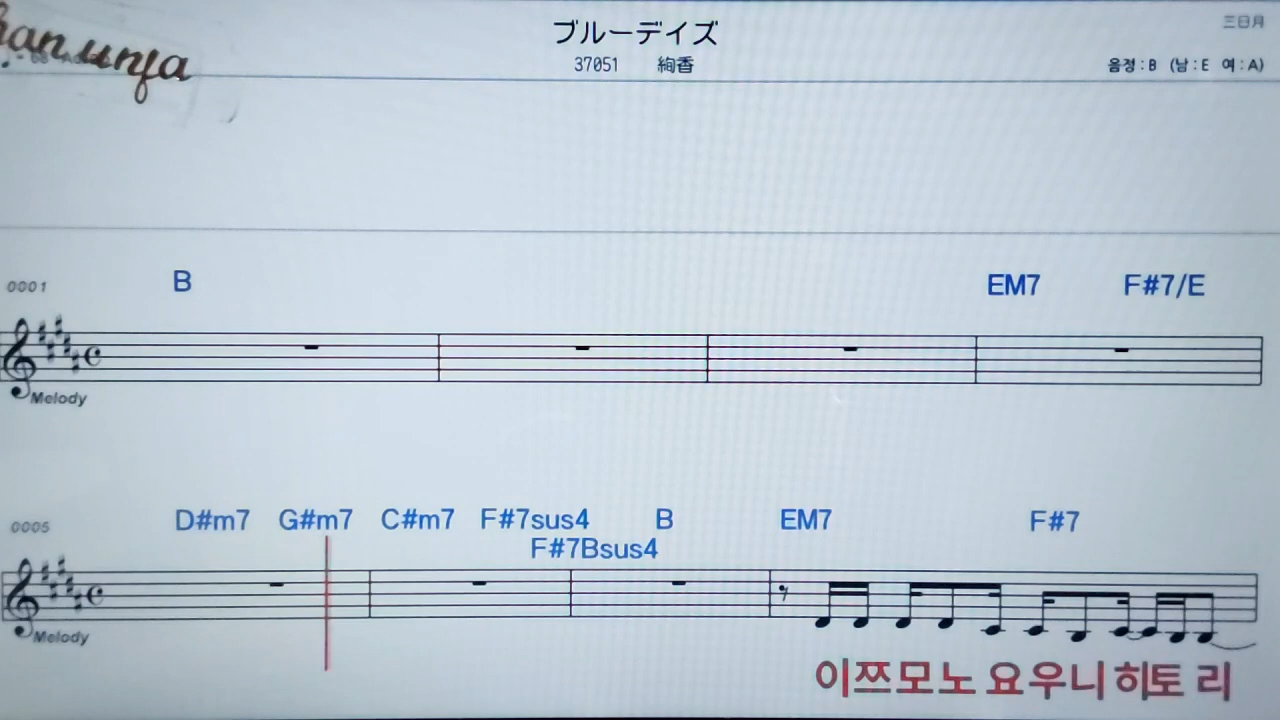 ブルーデイズ
三日月
37051 絢香
음정 : B (남 : E 여 : A)
0001 B EM7 F#7/E
Melody
0005 D#m7 G#m7 C#m7 F#7sus4 B EM7 F#7
F#7Bsus4
Melody
이쯔모노 요우니 히토 리